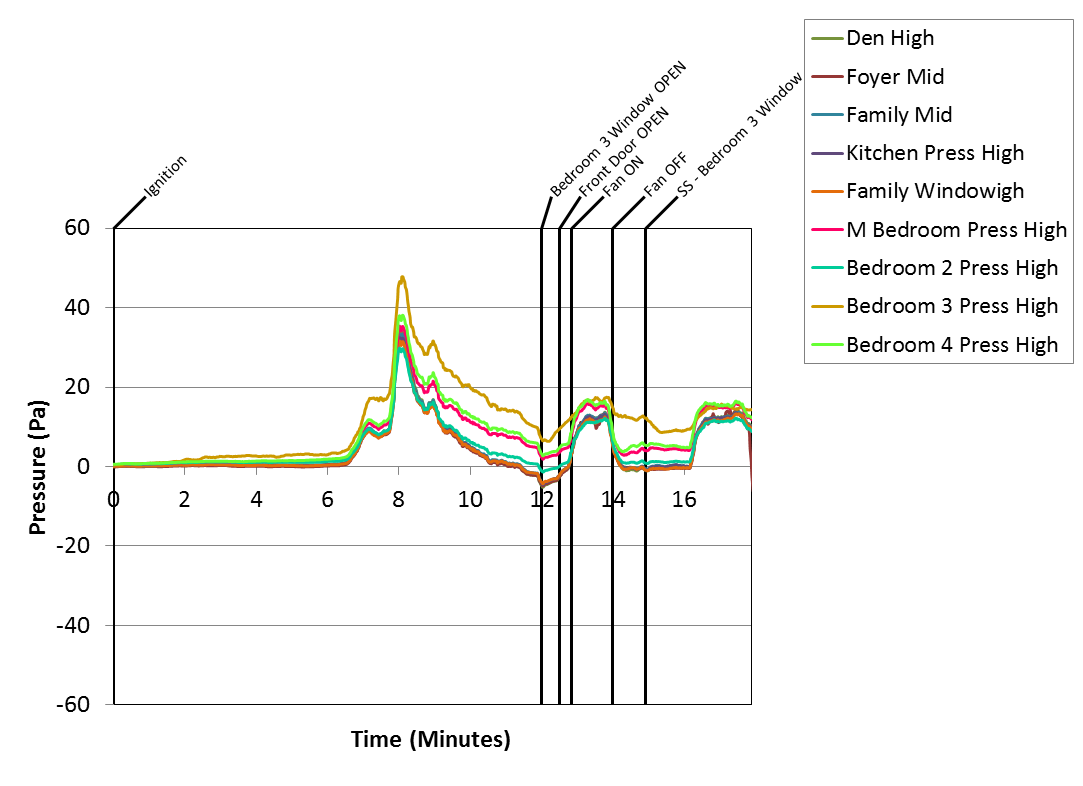 Den High
Foyer Mid
Family Mid
Kitchen Press High
Family Windowigh
M Bedroom Press High
Bedroom 2 Press High
Bedroom 3 Press High
Bedroom 4 Press High
Ignition
Bedroom 3 Window OPEN
Front Door OPEN
Fan ON
Fan OFF
SS - Bedroom 3 Window
60
40
20
0
-20
-40
-60
0 2 4 6 8 10 12 14 16
Pressure (Pa)
Time (Minutes)